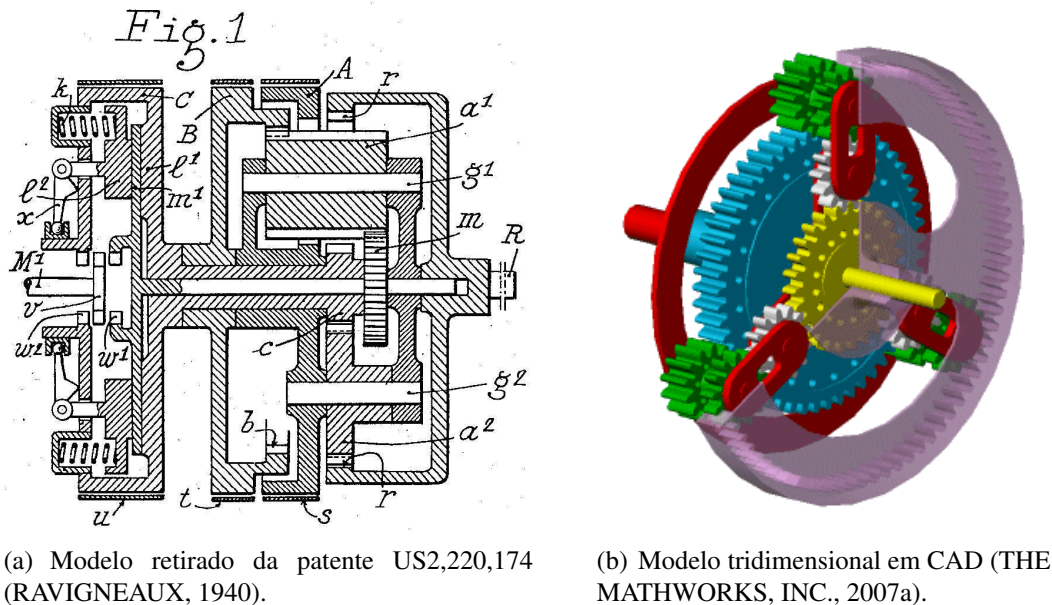 Fig.1
k
C
B
A
r
a¹
l¹
g¹
l²
m¹
x
m
R
M¹
v
w²
w¹
c
g²
b
a²
r
u
t
s
(a) Modelo retirado da patente US2,220,174
(RAVIGNEAUX, 1940).
(b) Modelo tridimensional em CAD (THE
MATHWORKS, INC., 2007a).